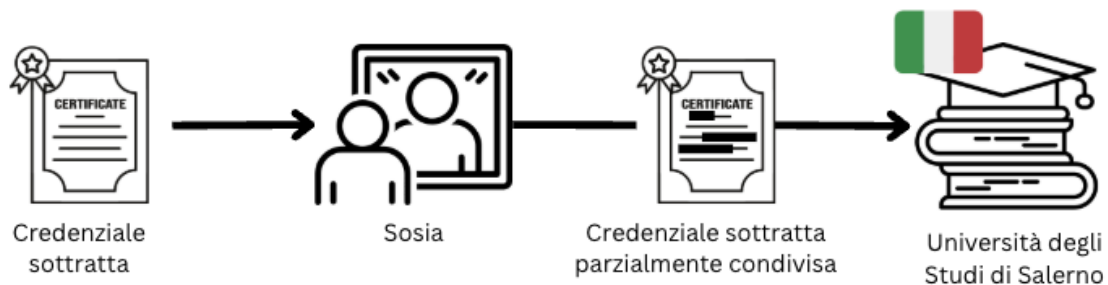 CERTIFICATE
Credenziale
sottratta
Sosia
CERTIFICATE
Credenziale sottratta
parzialmente condivisa
Università degli
Studi di Salerno